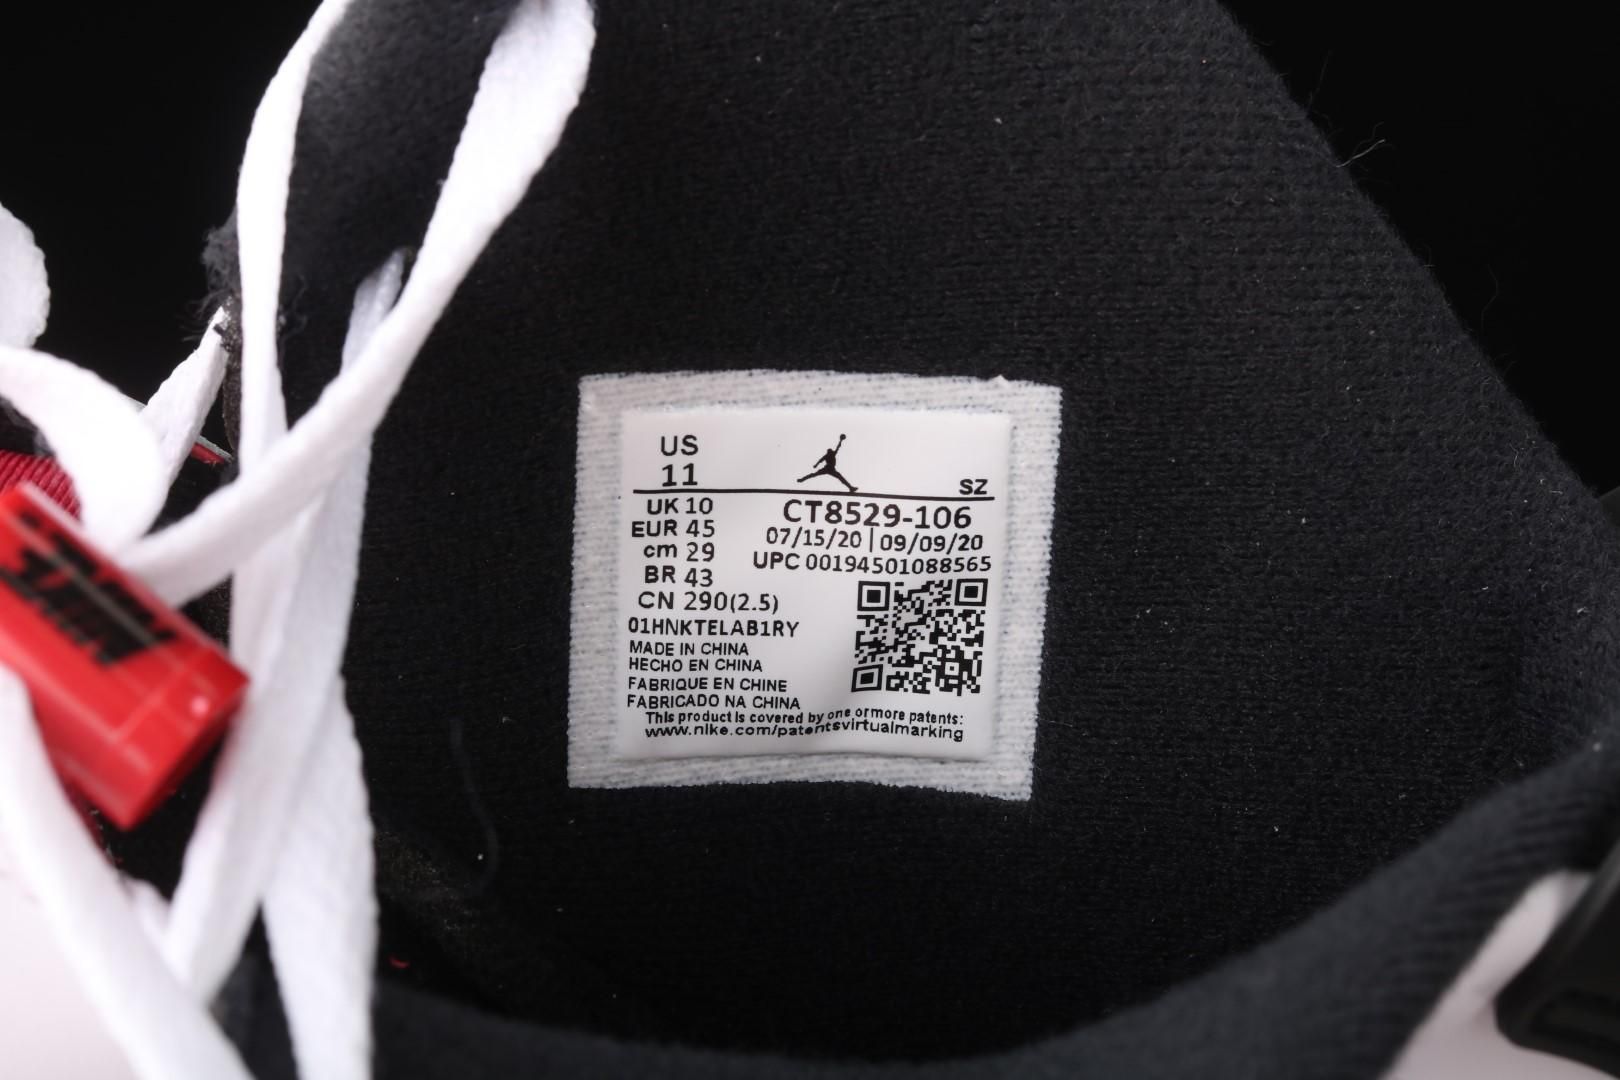 US
11
SZ
UK 10
EUR 45
cm 29
BR 43
CN 290(2.5)
CT8529-106
07/15/20 | 09/09/20
UPC 00194501088565
01HNKTELAB1RY
MADE IN CHINA
HECHO EN CHINA
FABRIQUE EN CHINE
FABRICADO NA CHINA
This product is covered by one or more patents:
www.nike.com/patentsvirtualmarking